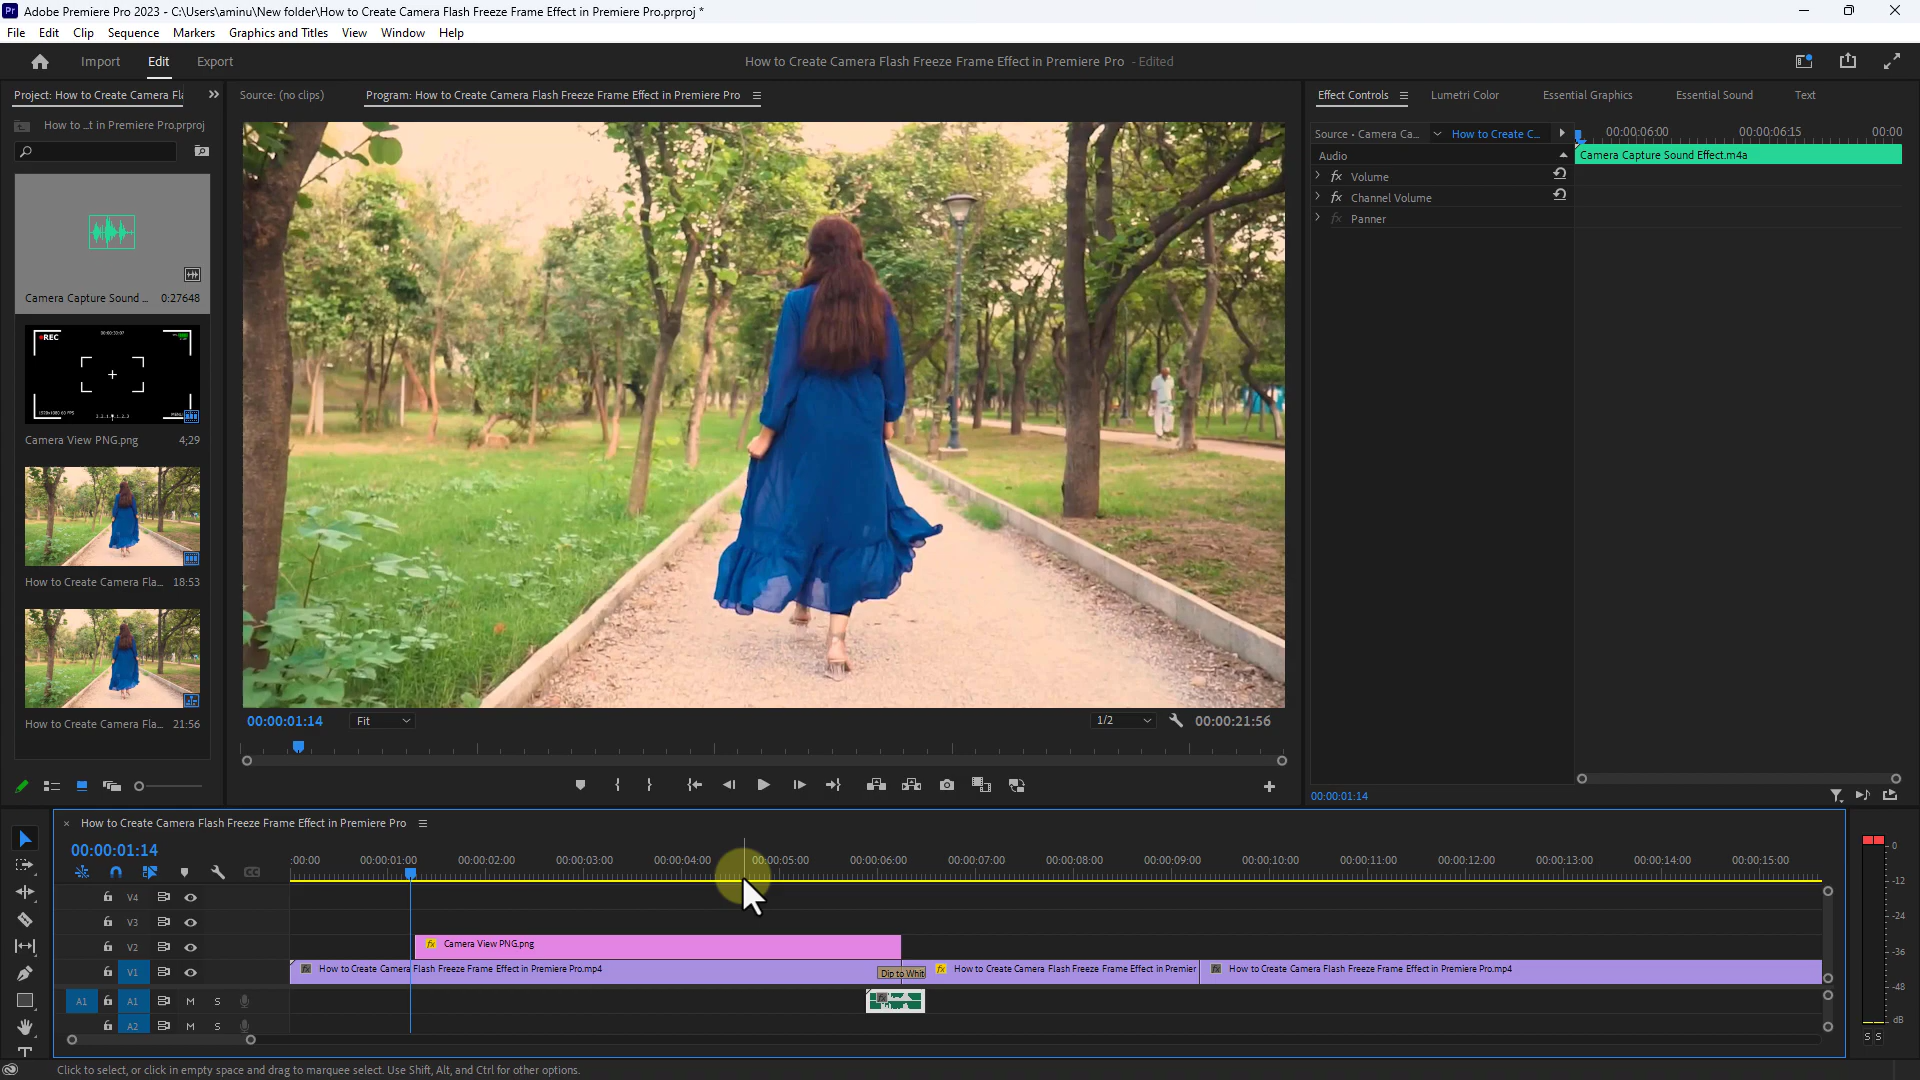 Pr Adobe Premiere Pro 2023 - C:\Users\aminu\New folder\How to Create Camera Flash Freeze Frame Effect in Premiere Pro.prproj *
File Edit Clip Sequence Markers Graphics and Titles View Window Help
Import Edit Export How to Create Camera Flash Freeze Frame Effect in Premiere Pro - Edited
Project: How to Create Camera Fl
Source: (no clips) Program: How to Create Camera Flash Freeze Frame Effect in Premiere Pro
Effect Controls Lumetri Color Essential Graphics Essential Sound Text
How to ...t in Premiere Pro.prproj
Source • Camera Ca... How to Create C... 00:00:06:00 00:00:06:15 00:00
Audio Camera Capture Sound Effect.m4a
fx Volume
fx Channel Volume
fx Panner
Camera Capture Sound ... 0:27648
REC
Camera View PNG.png 4;29
How to Create Camera Fla... 18:53
How to Create Camera Fla... 21:56
00:00:01:14 Fit 1/2 00:00:21:56
00:00:01:14
How to Create Camera Flash Freeze Frame Effect in Premiere Pro
00:00:01:14
:00:00 00:00:01:00 00:00:02:00 00:00:03:00 00:00:04:00 00:00:05:00 00:00:06:00 00:00:07:00 00:00:08:00 00:00:09:00 00:00:10:00 00:00:11:00 00:00:12:00 00:00:13:00 00:00:14:00 00:00:15:00
V4
V3
V2 fx Camera View PNG.png
V1 fx How to Create Camera Flash Freeze Frame Effect in Premiere Pro.mp4 Dip to Whit fx How to Create Camera Flash Freeze Frame Effect in Premier fx How to Create Camera Flash Freeze Frame Effect in Premiere Pro.mp4
A1 A1 M S
A2 M S
0
-12
-24
-36
-48
dB
S S
Click to select, or click in empty space and drag to marquee select. Use Shift, Alt, and Ctrl for other options.